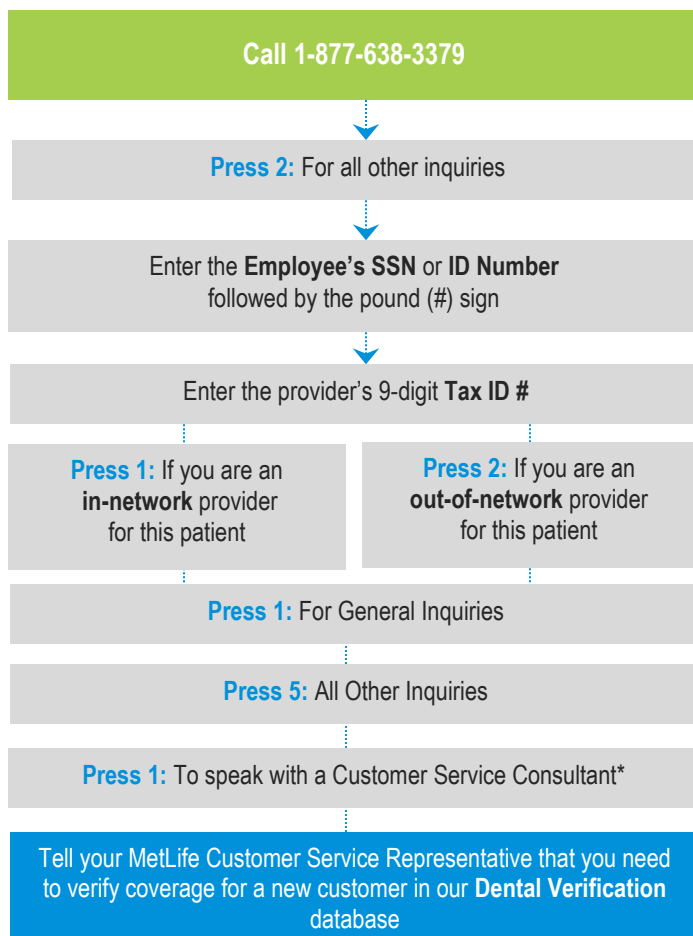 Call 1-877-638-3379
Press 2: For all other inquiries
Enter the Employee's SSN or ID Number
followed by the pound (#) sign
Enter the provider's 9-digit Tax ID #
Press 1: If you are an
in-network provider
for this patient
Press 2: If you are an
out-of-network provider
for this patient
Press 1: For General Inquiries
Press 5: All Other Inquiries
Press 1: To speak with a Customer Service Consultant*
Tell your MetLife Customer Service Representative that you need
to verify coverage for a new customer in our Dental Verification
database